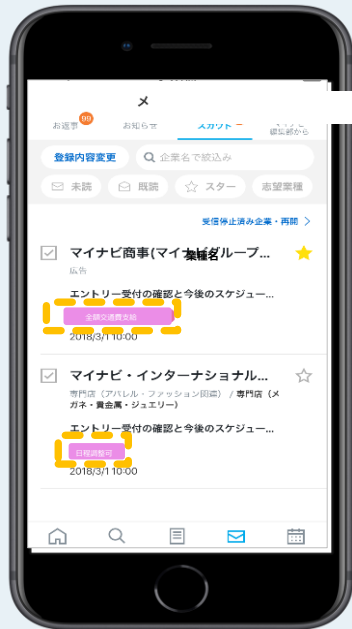 メ
99
お返事 お知らせ スカウト
編集部から
登録内容変更 企業名で絞込み
未読 既読 スター 志望業種
受信停止済み企業・再開 >
マイナビ商事(マイナビグループ...
業種名
広告
エントリー受付の確認と今後のスケジュー...
全額交通費支給
2018/3/1 10:00
マイナビ・インターナショナル...
専門店（アパレル・ファッション関連） / 専門店（メ
ガネ・貴金属・ジュエリー）
エントリー受付の確認と今後のスケジュー...
日程調整可
2018/3/1 10:00